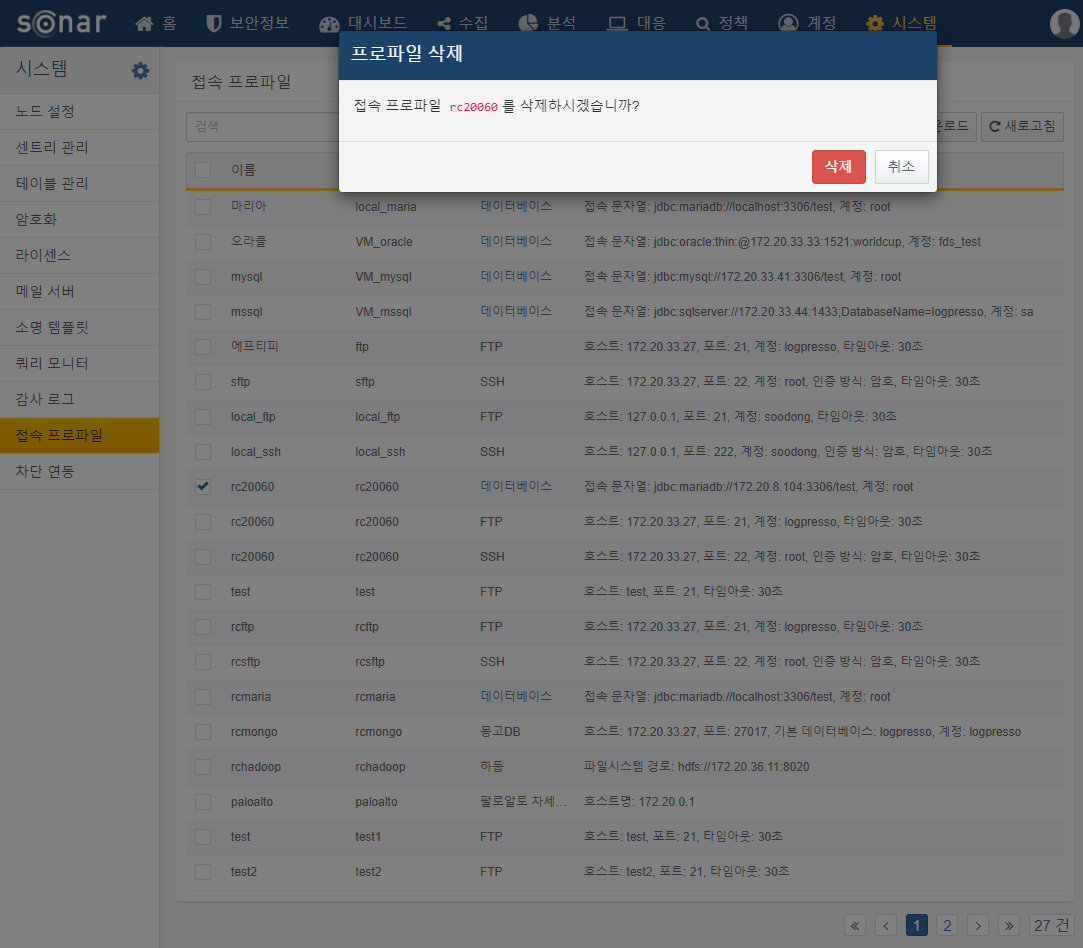 sonar 홈 보안정보 대시보드 수집 분석 대응 정책 계정 시스템
시스템
노드 설정
센트리 관리
테이블 관리
암호화
라이센스
메일 서버
소명 템플릿
쿼리 모니터
감사 로그
접속 프로파일
차단 연동
프로파일 삭제
접속 프로파일 rc20060 를 삭제하시겠습니까?
삭제 취소
접속 프로파일
검색 운로드 새로고침
이름
마리아 local_maria 데이터베이스 접속 문자열: jdbc:mariadb://localhost:3306/test, 계정: root
오라클 VM_oracle 데이터베이스 접속 문자열: jdbc:oracle:thin:@172.20.33.33:1521:worldcup, 계정: fds_test
mysql VM_mysql 데이터베이스 접속 문자열: jdbc:mysql://172.20.33.41:3306/test, 계정: root
mssql VM_mssql 데이터베이스 접속 문자열: jdbc:sqlserver://172.20.33.44:1433;DatabaseName=logpresso, 계정: sa
에프티피 ftp FTP 호스트: 172.20.33.27, 포트: 21, 계정: logpresso, 타임아웃: 30초
sftp sftp SSH 호스트: 172.20.33.27, 포트: 22, 계정: root, 인증 방식: 암호, 타임아웃: 30초
local_ftp local_ftp FTP 호스트: 127.0.0.1, 포트: 21, 계정: soodong, 타임아웃: 30초
local_ssh local_ssh SSH 호스트: 127.0.0.1, 포트: 222, 계정: soodong, 인증 방식: 암호, 타임아웃: 30초
rc20060 rc20060 데이터베이스 접속 문자열: jdbc:mariadb://172.20.8.104:3306/test, 계정: root
rc20060 rc20060 FTP 호스트: 172.20.33.27, 포트: 21, 계정: logpresso, 타임아웃: 30초
rc20060 rc20060 SSH 호스트: 172.20.33.27, 포트: 22, 계정: root, 인증 방식: 암호, 타임아웃: 30초
test test FTP 호스트: test, 포트: 21, 타임아웃: 30초
rcftp rcftp FTP 호스트: 172.20.33.27, 포트: 21, 계정: logpresso, 타임아웃: 30초
rcsftp rcsftp SSH 호스트: 172.20.33.27, 포트: 22, 계정: root, 인증 방식: 암호, 타임아웃: 30초
rcmaria rcmaria 데이터베이스 접속 문자열: jdbc:mariadb://localhost:3306/test, 계정: root
rcmongo rcmongo 몽고DB 호스트: 172.20.33.27, 포트: 27017, 기본 데이터베이스: logpresso, 계정: logpresso
rchadoop rchadoop 하둡 파일시스템 경로: hdfs://172.20.36.11:8020
paloalto paloalto 팔로알토 차세... 호스트명: 172.20.0.1
test test1 FTP 호스트: test, 포트: 21, 타임아웃: 30초
test2 test2 FTP 호스트: test2, 포트: 21, 타임아웃: 30초
« ‹ 1 2 › » 27 건